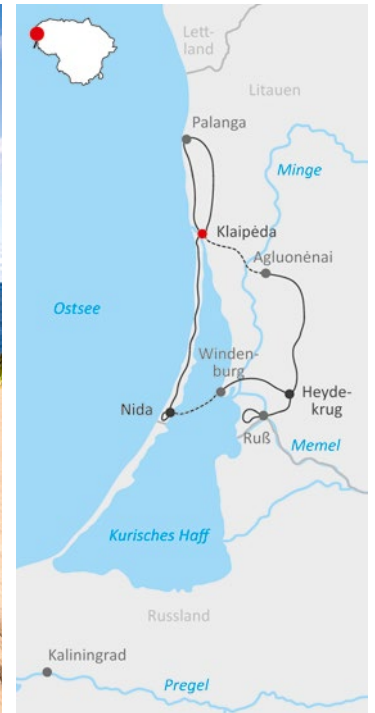 Lett-
land
Litauen
Palanga
Minge
Klaipėda
Agluonėnai
Ostsee
Winden-
burg
Heyde-
krug
Nida
Ruß
Memel
Kurisches Haff
Russland
Kaliningrad
Pregel